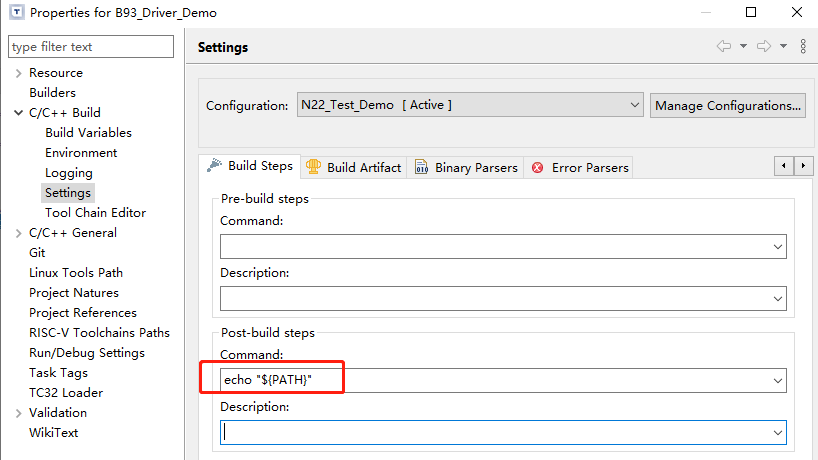 Properties for B93_Driver_Demo
type filter text
Settings
Resource
Builders
C/C++ Build
Build Variables
Environment
Logging
Settings
Tool Chain Editor
C/C++ General
Git
Linux Tools Path
Project Natures
Project References
RISC-V Toolchains Paths
Run/Debug Settings
Task Tags
TC32 Loader
Validation
WikiText
Configuration: N22_Test_Demo [ Active ] Manage Configurations...
Build Steps Build Artifact Binary Parsers Error Parsers
Pre-build steps
Command:
Description:
Post-build steps
Command:
echo "${PATH}"
Description: